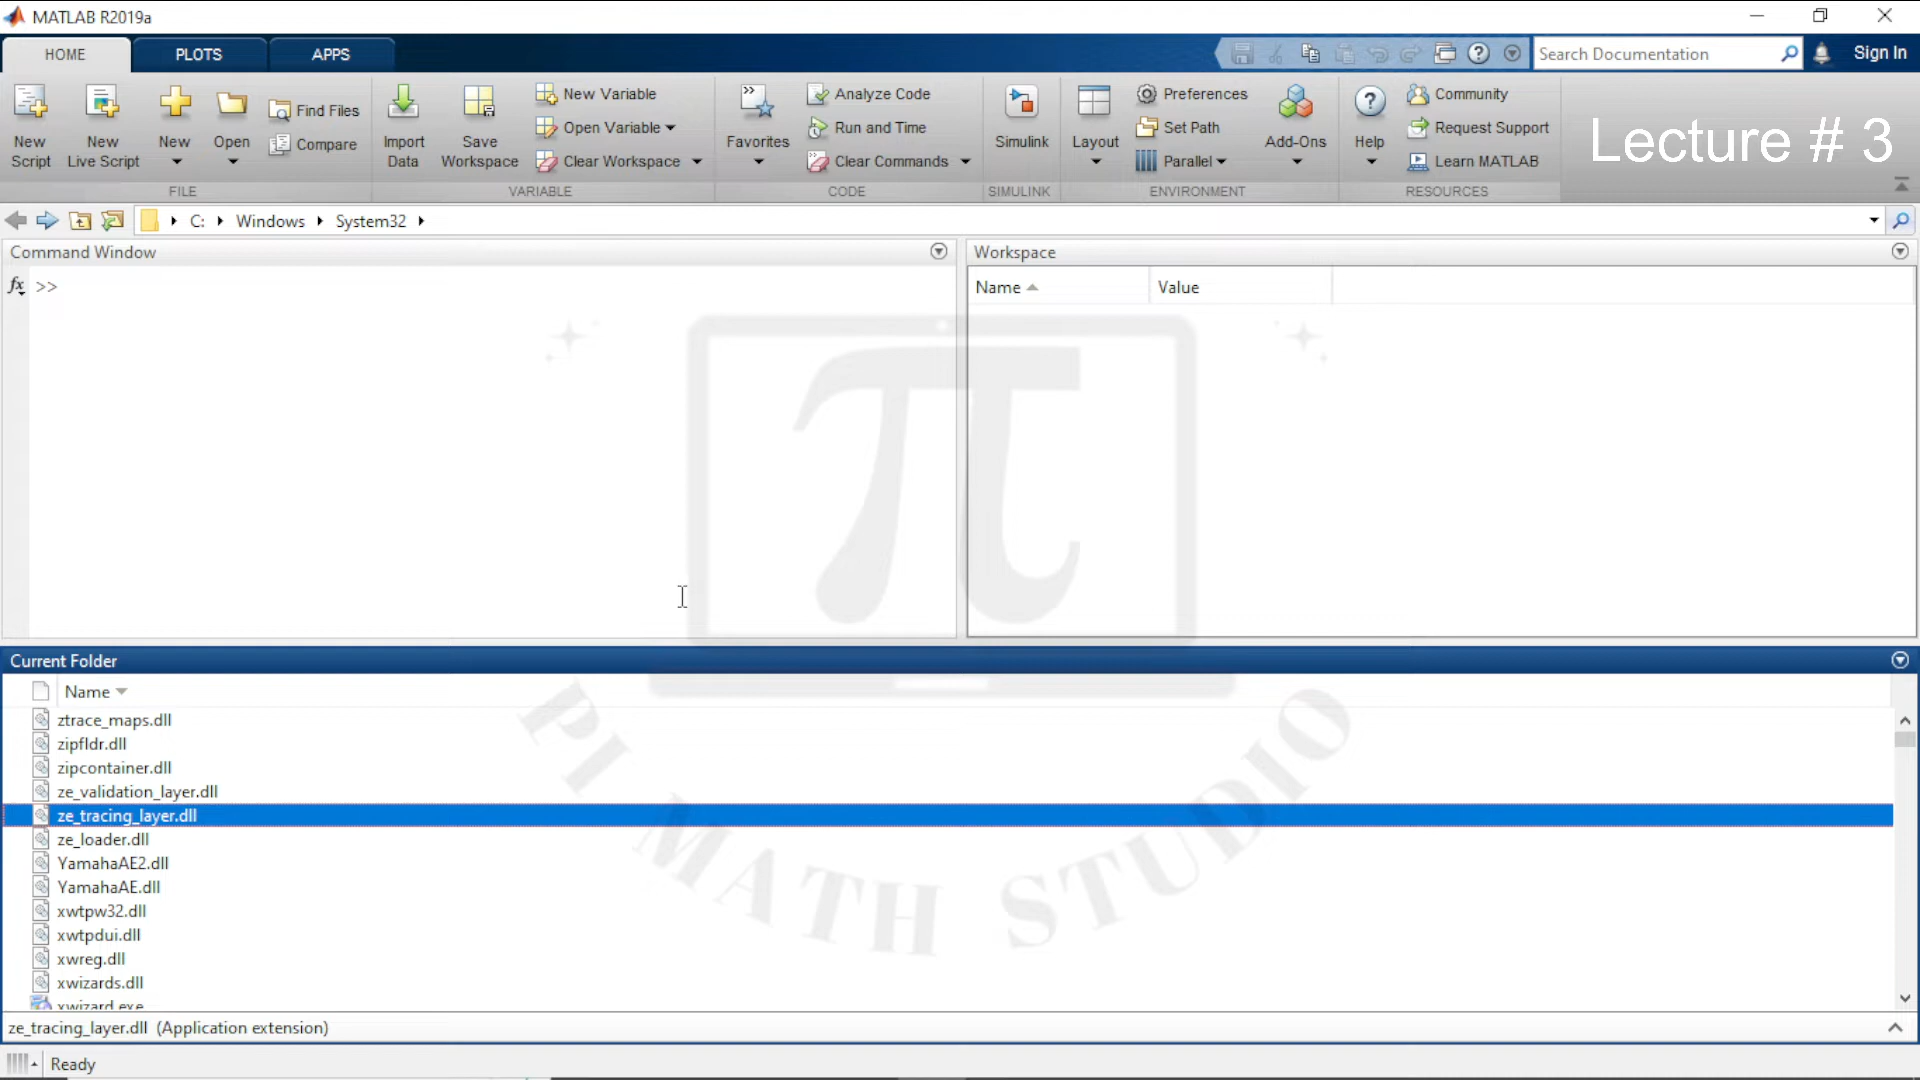 MATLAB R2019a
HOME PLOTS APPS Search Documentation Sign In
New Script New Live Script New Open Find Files Compare
Import Data Save Workspace New Variable Open Variable Clear Workspace
Favorites Analyze Code Run and Time Clear Commands
Simulink Layout Preferences Set Path Parallel Add-Ons
Help Community Request Support Learn MATLAB
Lecture # 3
FILE VARIABLE CODE SIMULINK ENVIRONMENT RESOURCES
C: Windows System32
Command Window
fx >>
Workspace
Name Value
Current Folder
Name
ztrace_maps.dll
zipfldr.dll
zipcontainer.dll
ze_validation_layer.dll
ze_tracing_layer.dll
ze_loader.dll
YamahaAE2.dll
YamahaAE.dll
xwtpw32.dll
xwtpdui.dll
xwreg.dll
xwizards.dll
xwizard.exe
π
PI MATH STUDIO
ze_tracing_layer.dll (Application extension)
Ready